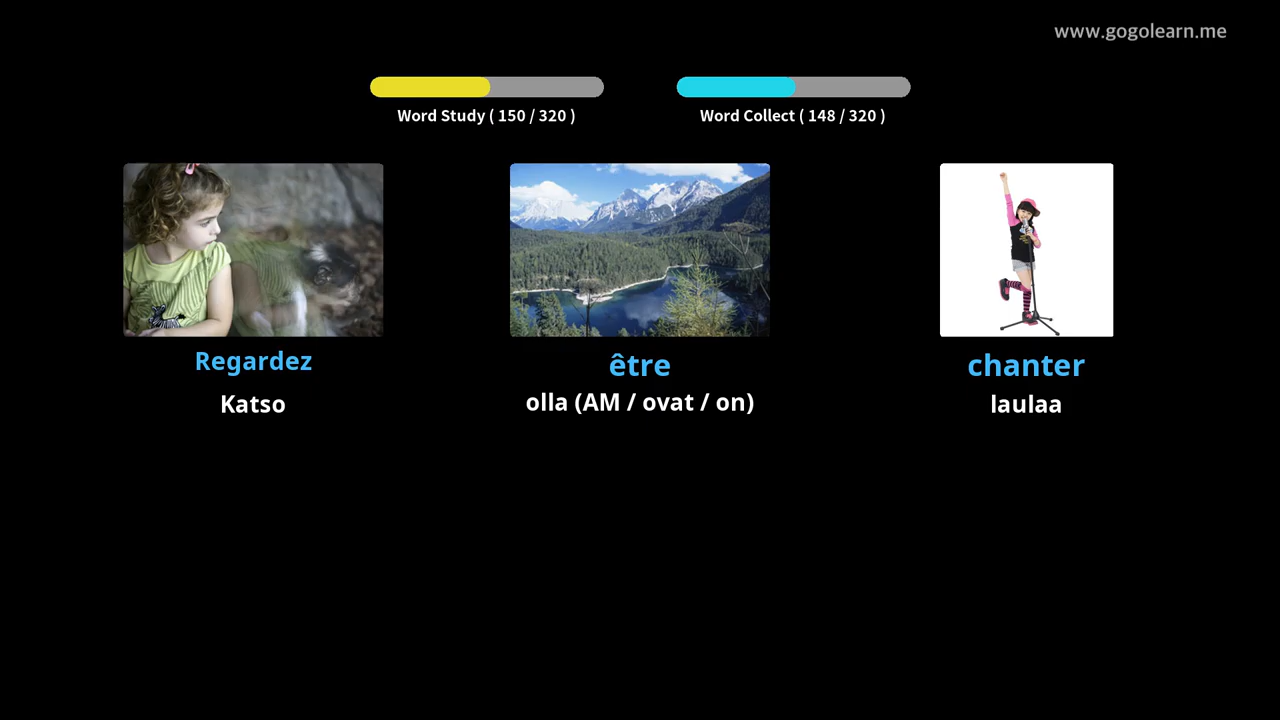 www.gogolearn.me
Word Study ( 150 / 320 )
Word Collect ( 148 / 320 )
Regardez
être
chanter
Katso
olla (AM / ovat / on)
laulaa